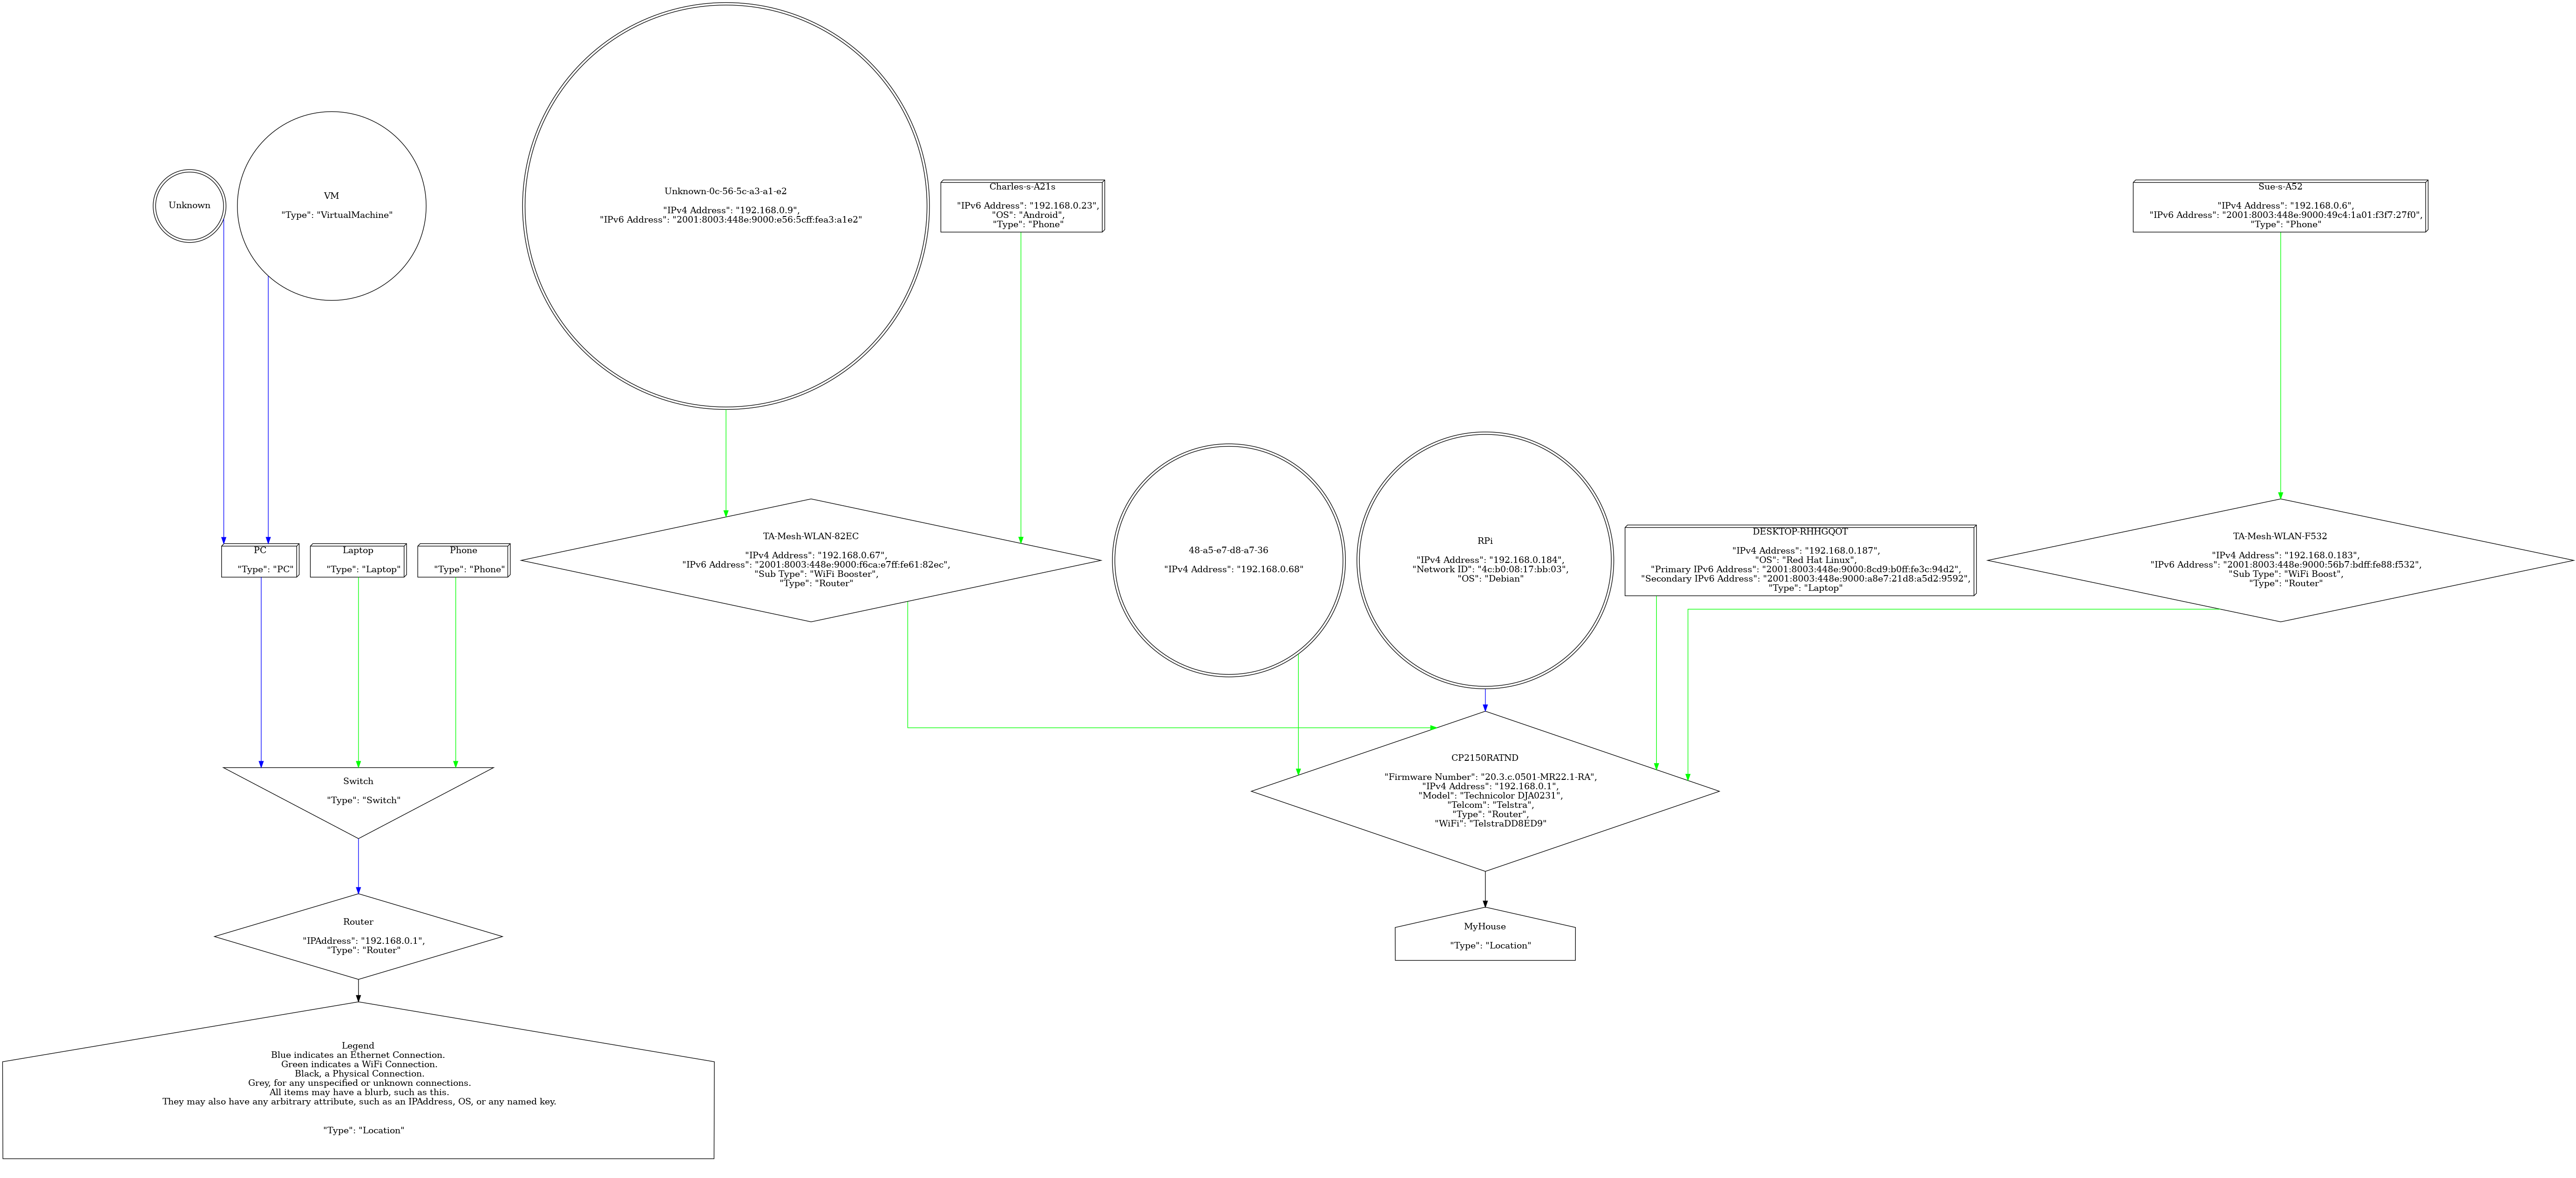 Unknown
VM
"Type": "VirtualMachine"
Unknown-0c-56-5c-a3-a1-e2
"IPv4 Address": "192.168.0.9",
"IPv6 Address": "2001:8003:448e:9000:e56:5cff:fea3:a1e2"
Charles-s-A21s
"IPv6 Address": "192.168.0.23",
"OS": "Android",
"Type": "Phone"
Sue-s-A52
"IPv4 Address": "192.168.0.6",
"IPv6 Address": "2001:8003:448e:9000:49c4:1a01:f3f7:27f0",
"Type": "Phone"
PC
"Type": "PC"
Laptop
"Type": "Laptop"
Phone
"Type": "Phone"
TA-Mesh-WLAN-82EC
"IPv4 Address": "192.168.0.67",
"IPv6 Address": "2001:8003:448e:9000:f6ca:e7ff:fe61:82ec",
"Sub Type": "WiFi Booster",
"Type": "Router"
48-a5-e7-d8-a7-36
"IPv4 Address": "192.168.0.68"
RPi
"IPv4 Address": "192.168.0.184",
"Network ID": "4c:b0:08:17:bb:03",
"OS": "Debian"
DESKTOP-RHHGQOT
"IPv4 Address": "192.168.0.187",
"OS": "Red Hat Linux",
"Primary IPv6 Address": "2001:8003:448e:9000:8cd9:b0ff:fe3c:94d2",
"Secondary IPv6 Address": "2001:8003:448e:9000:a8e7:21d8:a5d2:9592",
"Type": "Laptop"
TA-Mesh-WLAN-F532
"IPv4 Address": "192.168.0.183",
"IPv6 Address": "2001:8003:448e:9000:56b7:bdff:fe88:f532",
"Sub Type": "WiFi Boost",
"Type": "Router"
Switch
"Type": "Switch"
CP2150RATND
"Firmware Number": "20.3.c.0501-MR22.1-RA",
"IPv4 Address": "192.168.0.1",
"Model": "Technicolor DJA0231",
"Telcom": "Telstra",
"Type": "Router",
"WiFi": "TelstraDD8ED9"
Router
"IPAddress": "192.168.0.1",
"Type": "Router"
MyHouse
"Type": "Location"
Legend
Blue indicates an Ethernet Connection.
Green indicates a WiFi Connection.
Black, a Physical Connection.
Grey, for any unspecified or unknown connections.
All items may have a blurb, such as this.
They may also have any arbitrary attribute, such as an IPAddress, OS, or any named key.
"Type": "Location"